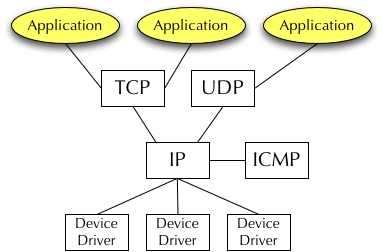 Application
Application
Application
TCP
UDP
IP
ICMP
Device
Driver
Device
Driver
Device
Driver